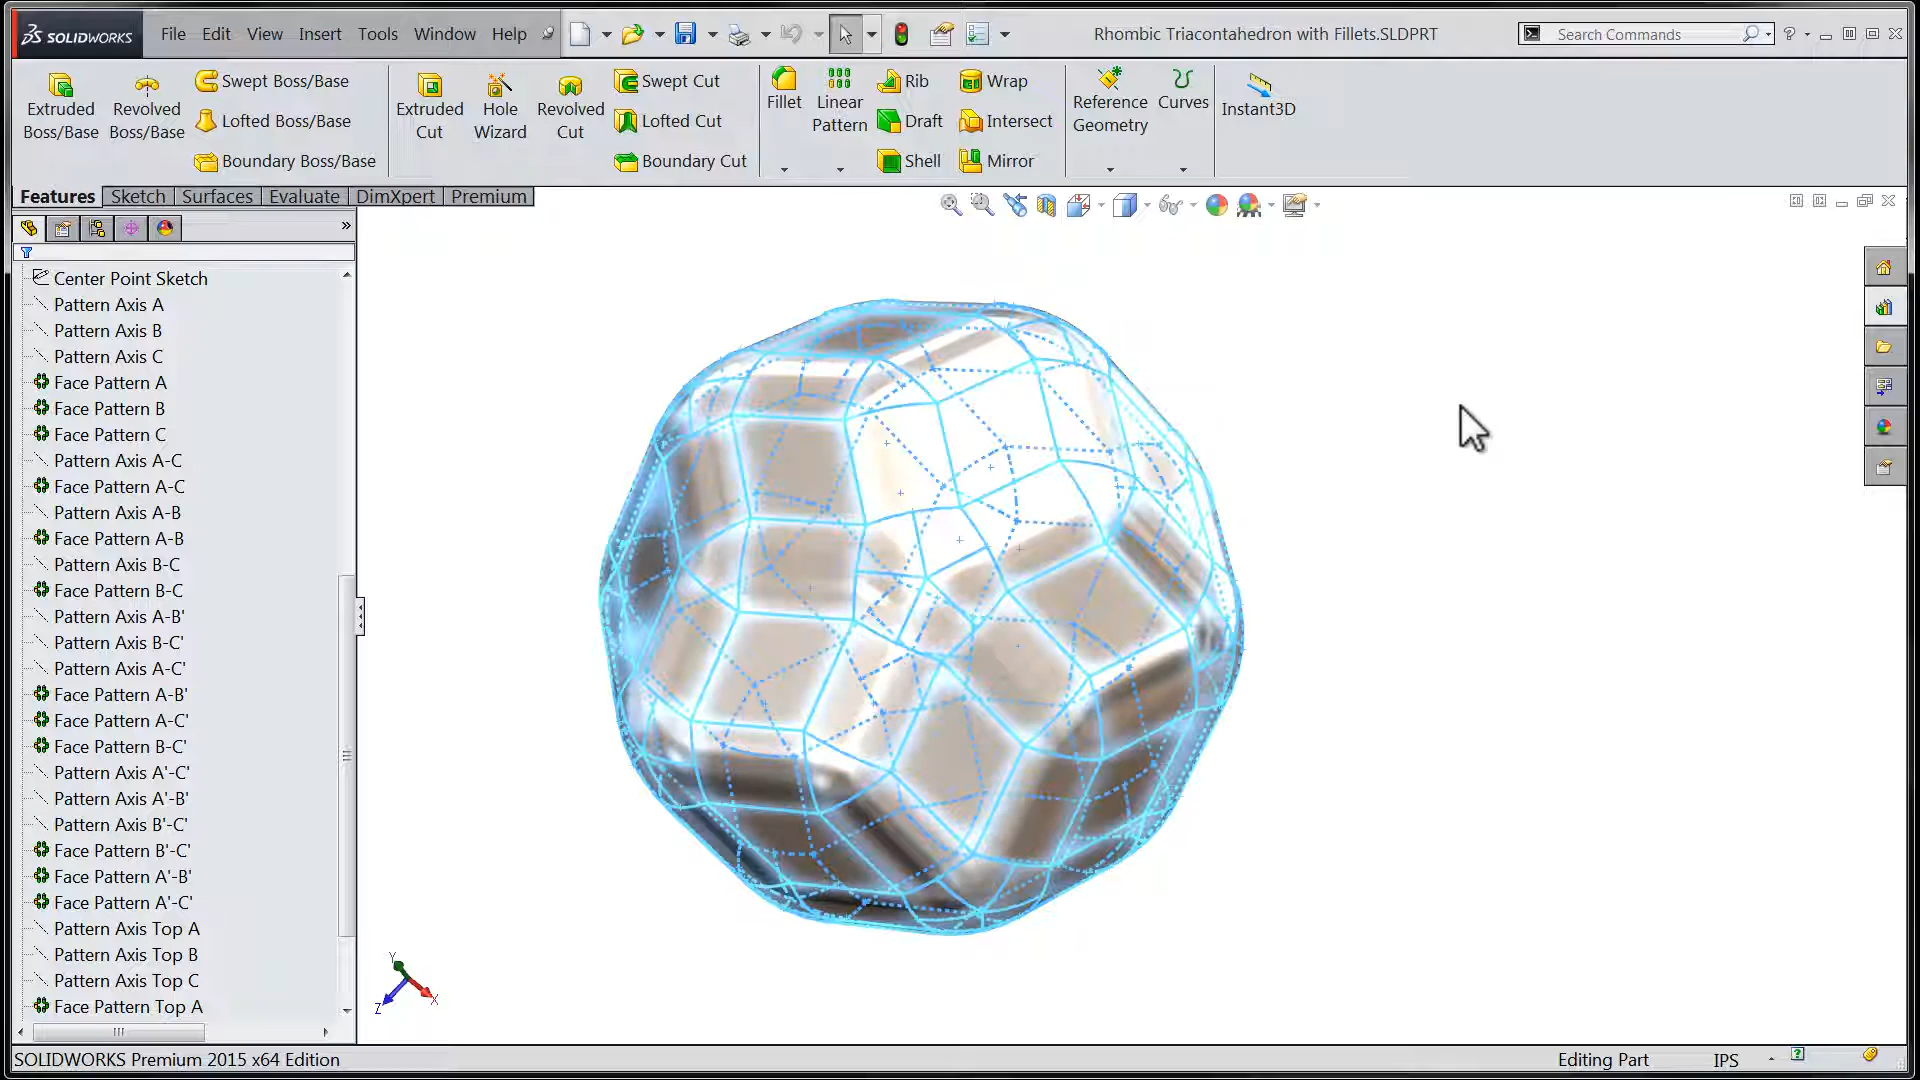 SOLIDWORKS
File Edit View Insert Tools Window Help
Rhombic Triacontahedron with Fillets.SLDPRT
Search Commands
Extruded Boss/Base
Revolved Boss/Base
Swept Boss/Base
Lofted Boss/Base
Boundary Boss/Base
Extruded Cut
Hole Wizard
Revolved Cut
Swept Cut
Lofted Cut
Boundary Cut
Fillet
Linear Pattern
Rib
Draft
Shell
Wrap
Intersect
Mirror
Reference Geometry
Curves
Instant3D
Features Sketch Surfaces Evaluate DimXpert Premium
Center Point Sketch
Pattern Axis A
Pattern Axis B
Pattern Axis C
Face Pattern A
Face Pattern B
Face Pattern C
Pattern Axis A-C
Face Pattern A-C
Pattern Axis A-B
Face Pattern A-B
Pattern Axis B-C
Face Pattern B-C
Pattern Axis A-B'
Pattern Axis B-C'
Pattern Axis A-C'
Face Pattern A-B'
Face Pattern A-C'
Face Pattern B-C'
Pattern Axis A'-C'
Pattern Axis A'-B'
Pattern Axis B'-C'
Face Pattern B'-C'
Face Pattern A'-B'
Face Pattern A'-C'
Pattern Axis Top A
Pattern Axis Top B
Pattern Axis Top C
Face Pattern Top A
Y
Z
X
SOLIDWORKS Premium 2015 x64 Edition
Editing Part
IPS